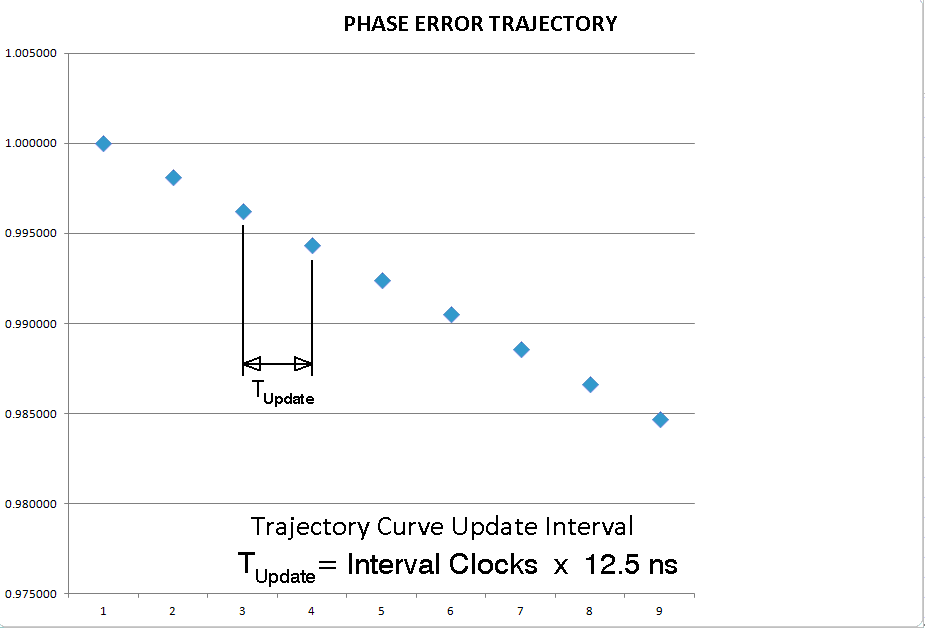 PHASE ERROR TRAJECTORY
1.005000
1.000000
0.995000
0.990000
0.985000
0.980000
0.975000
TUpdate
Trajectory Curve Update Interval
TUpdate= Interval Clocks x 12.5 ns
1 2 3 4 5 6 7 8 9